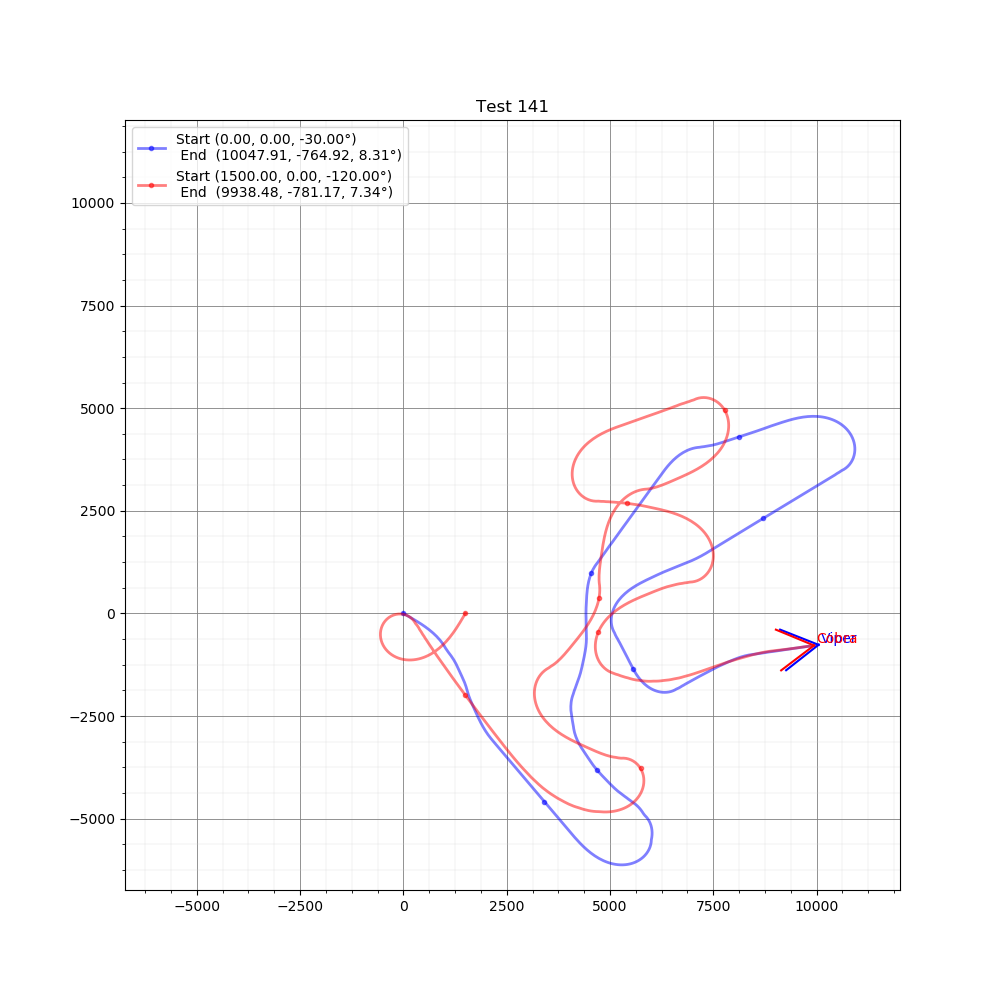 Test 141
Start (0.00, 0.00, -30.00°)
End (10047.91, -764.92, 8.31°)
Start (1500.00, 0.00, -120.00°)
End (9938.48, -781.17, 7.34°)
10000
7500
5000
2500
0
−2500
−5000
Viper
Cobra
−5000
−2500
0
2500
5000
7500
10000